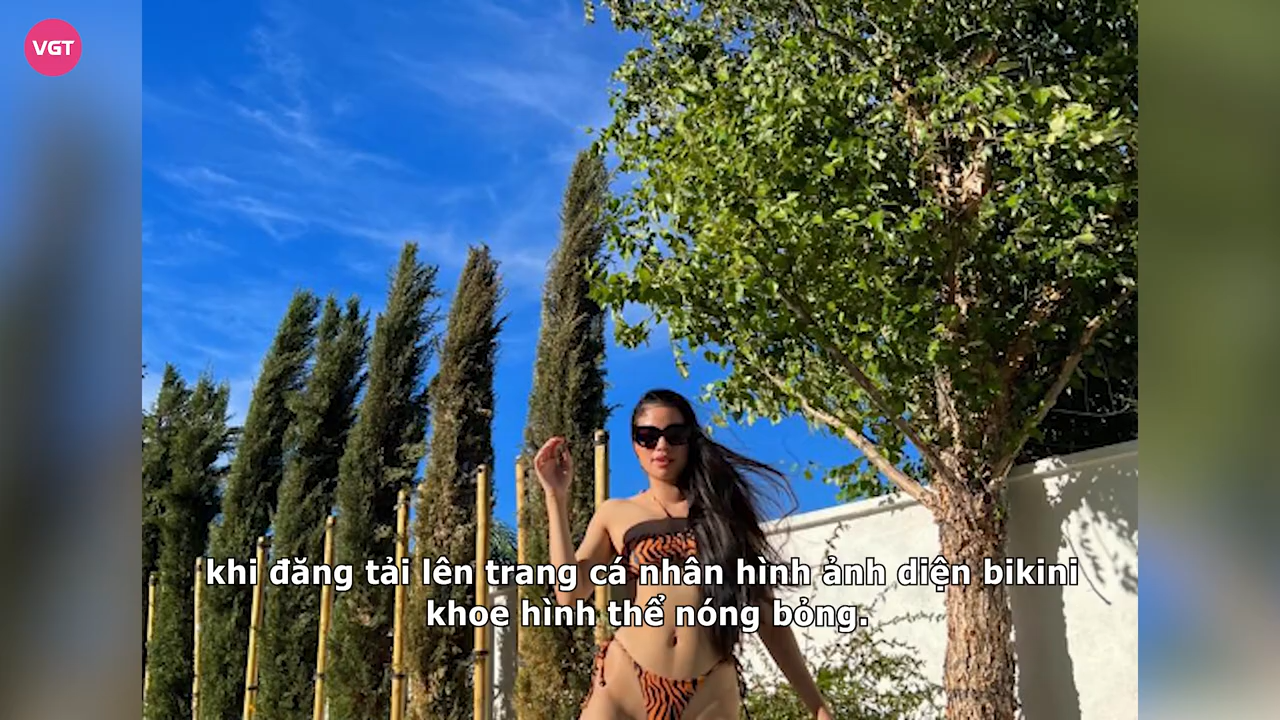 VGT
khi đăng tải lên trang cá nhân hình ảnh diện bikini
khoe hình thể nóng bỏng.